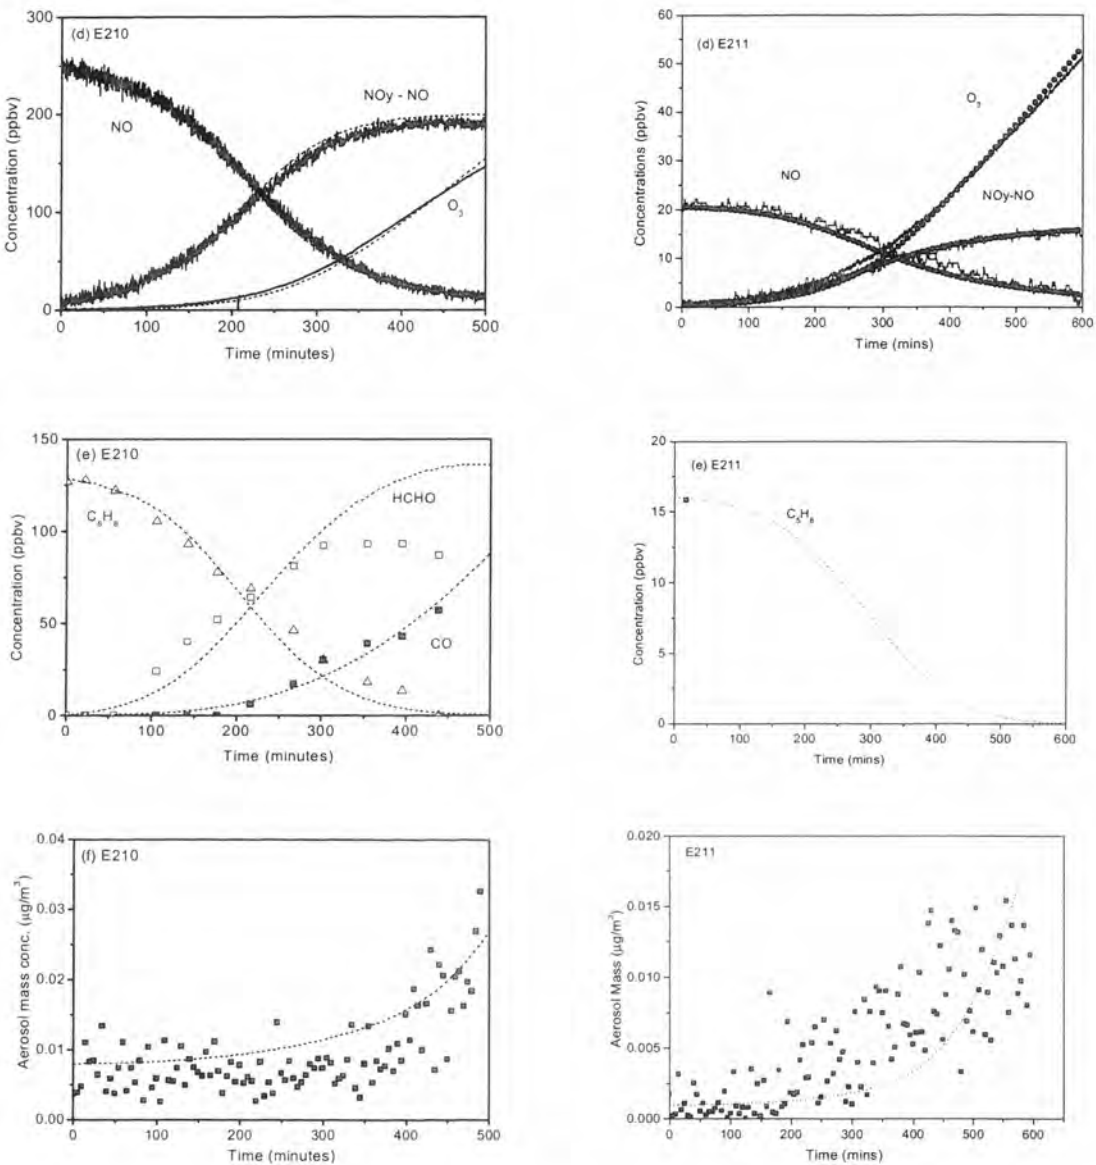 300
(d) E210
NOy - NO
200
NO
100
O3
0
0 100 200 300 400 500
Concentration (ppbv)
Time (minutes)
60
(d) E211
50
O3
40
30
NO
NOy-NO
20
10
0
0 100 200 300 400 500 600
Concentrations (ppbv)
Time (mins)
150
(e) E210
HCHO
C5H8
100
50
CO
0
0 100 200 300 400 500
Concentration (ppbv)
Time (minutes)
20
(e) E211
15
C5H8
10
5
0
0 100 200 300 400 500 600
Concentration (ppbv)
Time (mins)
0.04
(f) E210
0.03
0.02
0.01
0.00
0 100 200 300 400 500
Aerosol mass conc. (µg/m3)
Time (minutes)
0.020
E211
0.015
0.010
0.005
0.000
0 100 200 300 400 500 600
Aerosol Mass (µg/m3)
Time (mins)